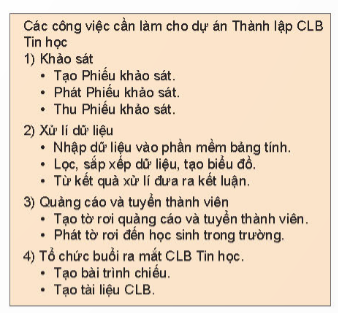 Các công việc cần làm cho dự án Thành lập CLB
Tin học
1) Khảo sát
• Tạo Phiếu khảo sát.
• Phát Phiếu khảo sát.
• Thu Phiếu khảo sát.
2) Xử lí dữ liệu
• Nhập dữ liệu vào phần mềm bảng tính.
• Lọc, sắp xếp dữ liệu, tạo biểu đồ.
• Từ kết quả xử lí đưa ra kết luận.
3) Quảng cáo và tuyển thành viên
• Tạo tờ rơi quảng cáo và tuyển thành viên.
• Phát tờ rơi đến học sinh trong trường.
4) Tổ chức buổi ra mắt CLB Tin học.
• Tạo bài trình chiếu.
• Tạo tài liệu CLB.